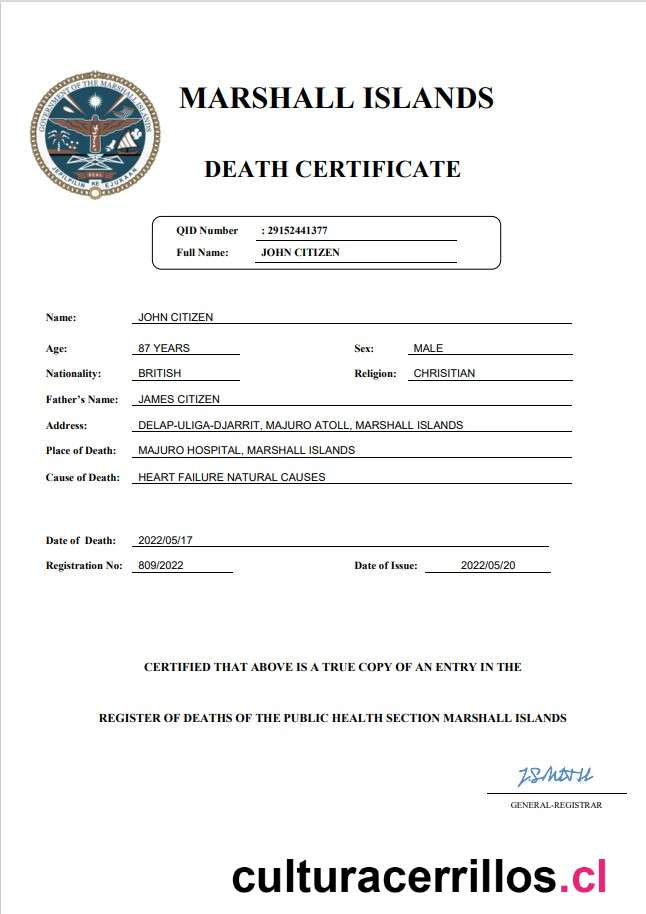 GOVERNMENT OF THE MARSHALL ISLANDS
JEPILPILIN KE EJUKAAN
SEAL
MARSHALL ISLANDS
DEATH CERTIFICATE
QID Number : 29152441377
Full Name: JOHN CITIZEN
Name: JOHN CITIZEN
Age: 87 YEARS Sex: MALE
Nationality: BRITISH Religion: CHRISITIAN
Father's Name: JAMES CITIZEN
Address: DELAP-ULIGA-DJARRIT, MAJURO ATOLL, MARSHALL ISLANDS
Place of Death: MAJURO HOSPITAL, MARSHALL ISLANDS
Cause of Death: HEART FAILURE NATURAL CAUSES
Date of Death: 2022/05/17
Registration No: 809/2022 Date of Issue: 2022/05/20
CERTIFIED THAT ABOVE IS A TRUE COPY OF AN ENTRY IN THE
REGISTER OF DEATHS OF THE PUBLIC HEALTH SECTION MARSHALL ISLANDS
J.SMITH
GENERAL-REGISTRAR
culturacerrillos.cl